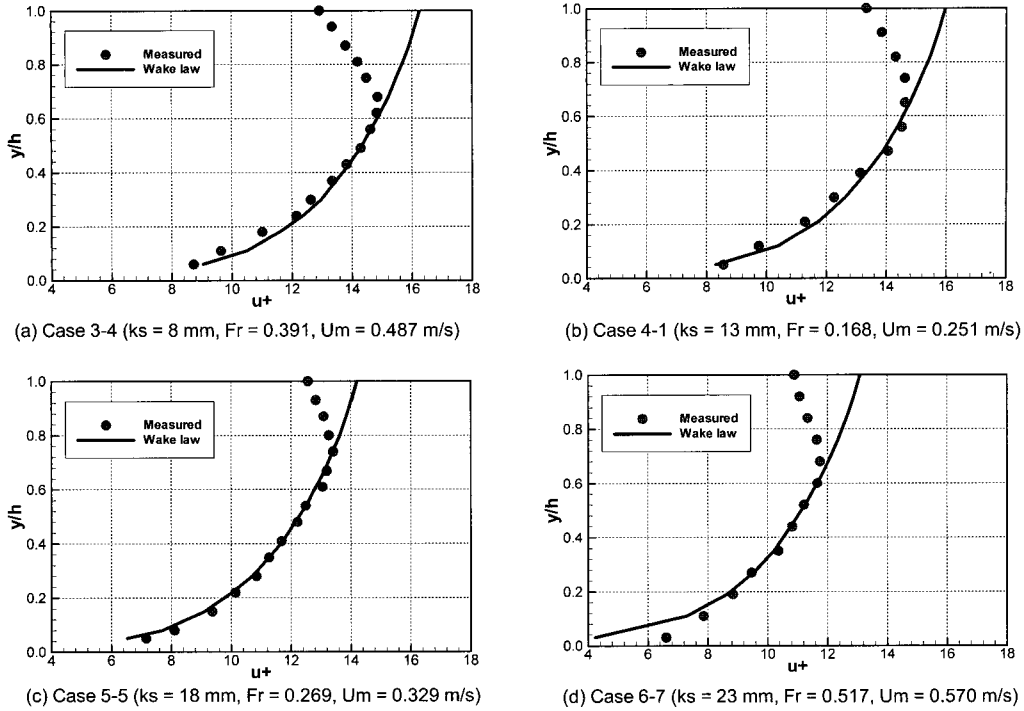 1.0
0.8
0.6
0.4
0.2
0.0
y/h
Measured
Wake law
4 6 8 10 12 14 16 18
u+
(a) Case 3-4 (ks = 8 mm, Fr = 0.391, Um = 0.487 m/s)
1.0
0.8
0.6
0.4
0.2
0.0
y/h
Measured
Wake law
4 6 8 10 12 14 16 18
u+
(b) Case 4-1 (ks = 13 mm, Fr = 0.168, Um = 0.251 m/s)
1.0
0.8
0.6
0.4
0.2
0.0
y/h
Measured
Wake law
4 6 8 10 12 14 16 18
u+
(c) Case 5-5 (ks = 18 mm, Fr = 0.269, Um = 0.329 m/s)
1.0
0.8
0.6
0.4
0.2
0.0
y/h
Measured
Wake law
4 6 8 10 12 14 16 18
u+
(d) Case 6-7 (ks = 23 mm, Fr = 0.517, Um = 0.570 m/s)